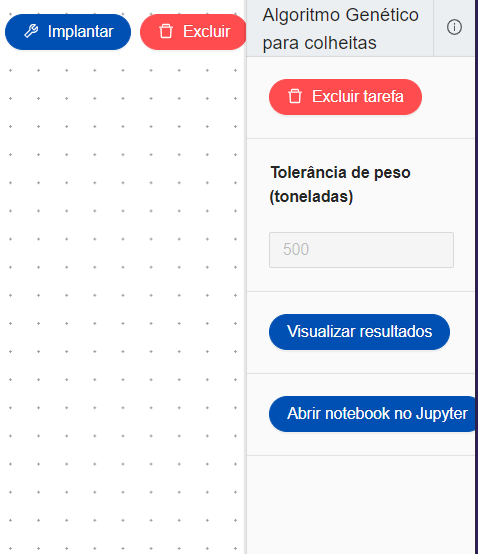 Implantar
Excluir
Algoritmo Genético
para colheitas
Excluir tarefa
Tolerância de peso
(toneladas)
500
Visualizar resultados
Abrir notebook no Jupyter